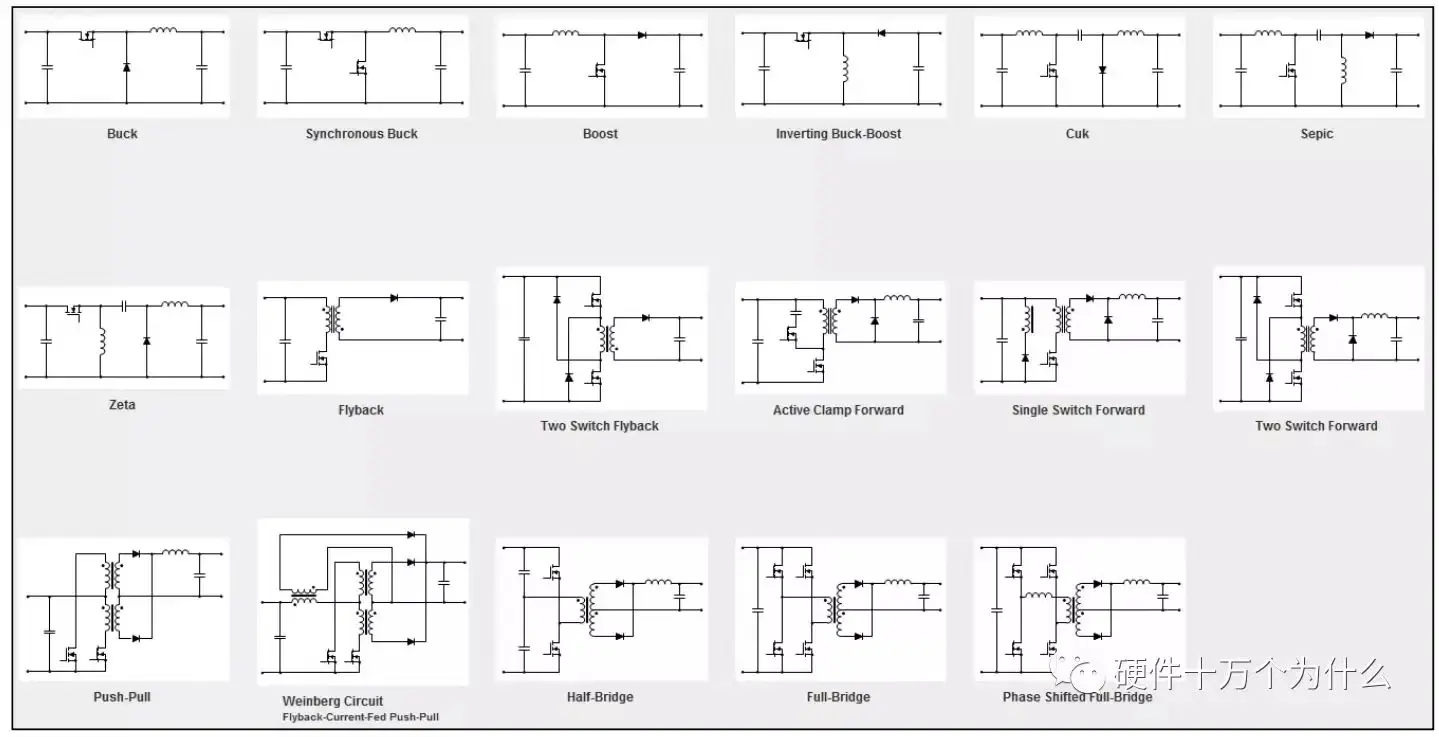 Buck
Synchronous Buck
Boost
Inverting Buck-Boost
Cuk
Sepic
Zeta
Flyback
Two Switch Flyback
Active Clamp Forward
Single Switch Forward
Two Switch Forward
Push-Pull
Weinberg Circuit
Flyback-Current-Fed Push-Pull
Half-Bridge
Full-Bridge
Phase Shifted Full-Bridge
硬件十万个为什么